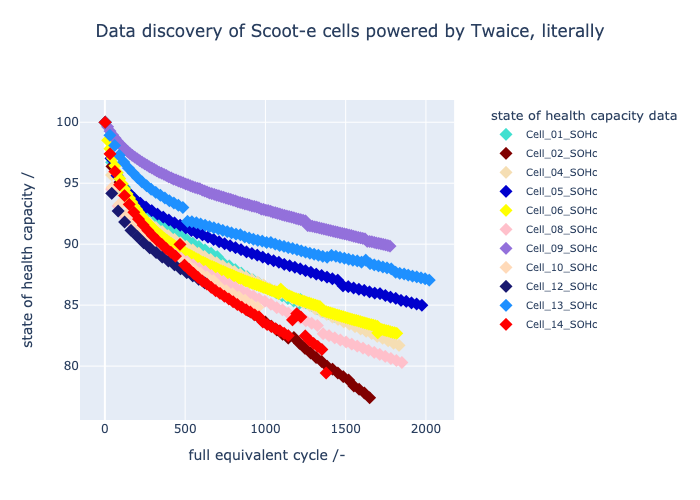 Data discovery of Scoot-e cells powered by Twaice, literally
state of health capacity /
100
95
90
85
80
0
500
1000
1500
2000
full equivalent cycle /-
state of health capacity data
Cell_01_SOHc
Cell_02_SOHc
Cell_04_SOHc
Cell_05_SOHc
Cell_06_SOHc
Cell_08_SOHc
Cell_09_SOHc
Cell_10_SOHc
Cell_12_SOHc
Cell_13_SOHc
Cell_14_SOHc